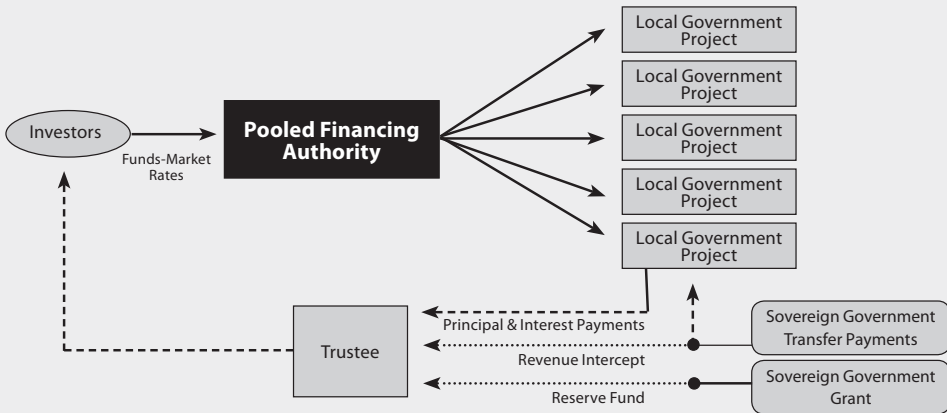 Local Government
Project
Local Government
Project
Investors
Funds-Market
Rates
Pooled Financing
Authority
Local Government
Project
Local Government
Project
Local Government
Project
Principal & Interest Payments
Trustee
Revenue Intercept
Sovereign Government
Transfer Payments
Reserve Fund
Sovereign Government
Grant